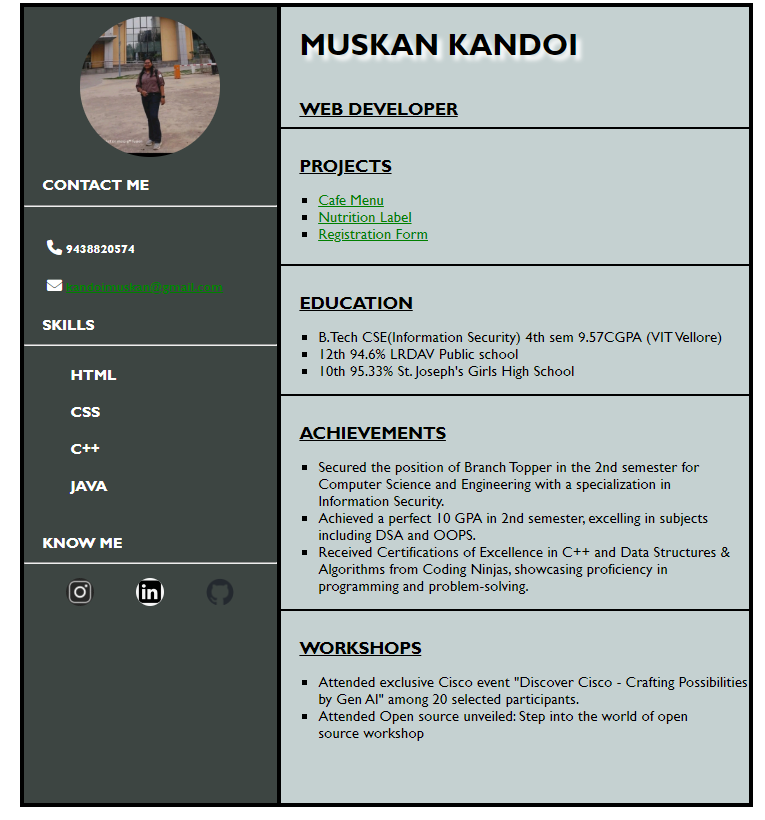 CONTACT ME
9438820574
kandoimuskan@gmail.com
SKILLS
HTML
CSS
C++
JAVA
KNOW ME
in
MUSKAN KANDOI
WEB DEVELOPER
PROJECTS
Cafe Menu
Nutrition Label
Registration Form
EDUCATION
B.Tech CSE(Information Security) 4th sem 9.57CGPA (VIT Vellore)
12th 94.6% LRDAV Public school
10th 95.33% St. Joseph's Girls High School
ACHIEVEMENTS
Secured the position of Branch Topper in the 2nd semester for
Computer Science and Engineering with a specialization in
Information Security.
Achieved a perfect 10 GPA in 2nd semester, excelling in subjects
including DSA and OOPS.
Received Certifications of Excellence in C++ and Data Structures &
Algorithms from Coding Ninjas, showcasing proficiency in
programming and problem-solving.
WORKSHOPS
Attended exclusive Cisco event "Discover Cisco - Crafting Possibilities
by Gen AI" among 20 selected participants.
Attended Open source unveiled: Step into the world of open
source workshop